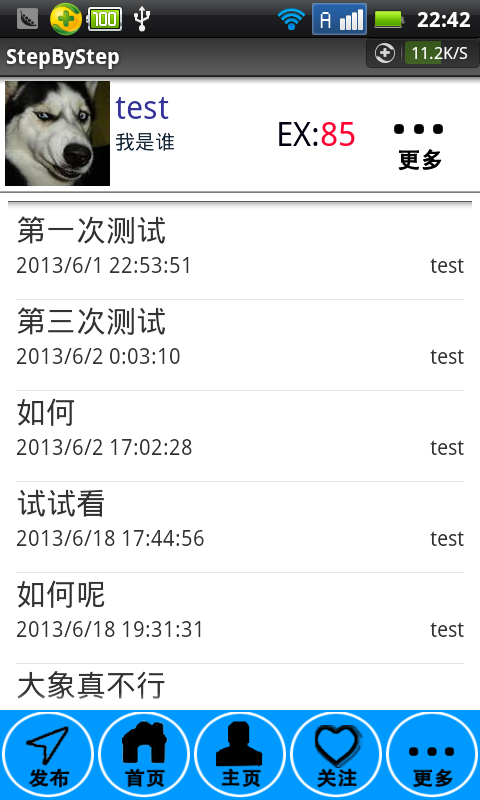 100
A
22:42
StepByStep
11.2K/S
test
我是谁
EX:85
更多
第一次测试
2013/6/1 22:53:51
test
第三次测试
2013/6/2 0:03:10
test
如何
2013/6/2 17:02:28
test
试试看
2013/6/18 17:44:56
test
如何呢
2013/6/18 19:31:31
test
大象真不行
发布
首页
主页
关注
更多